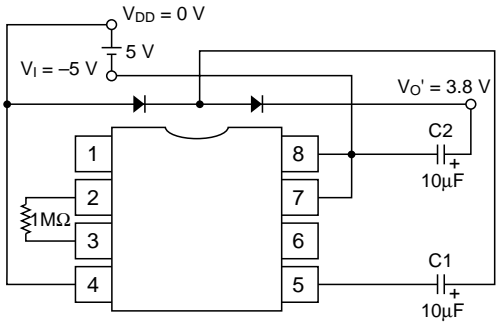 VDD = 0 V
5 V
VI = –5 V
VO' = 3.8 V
C2
+
10µF
1 8
2 7
1MΩ
3 6
4 5
C1
+
10µF